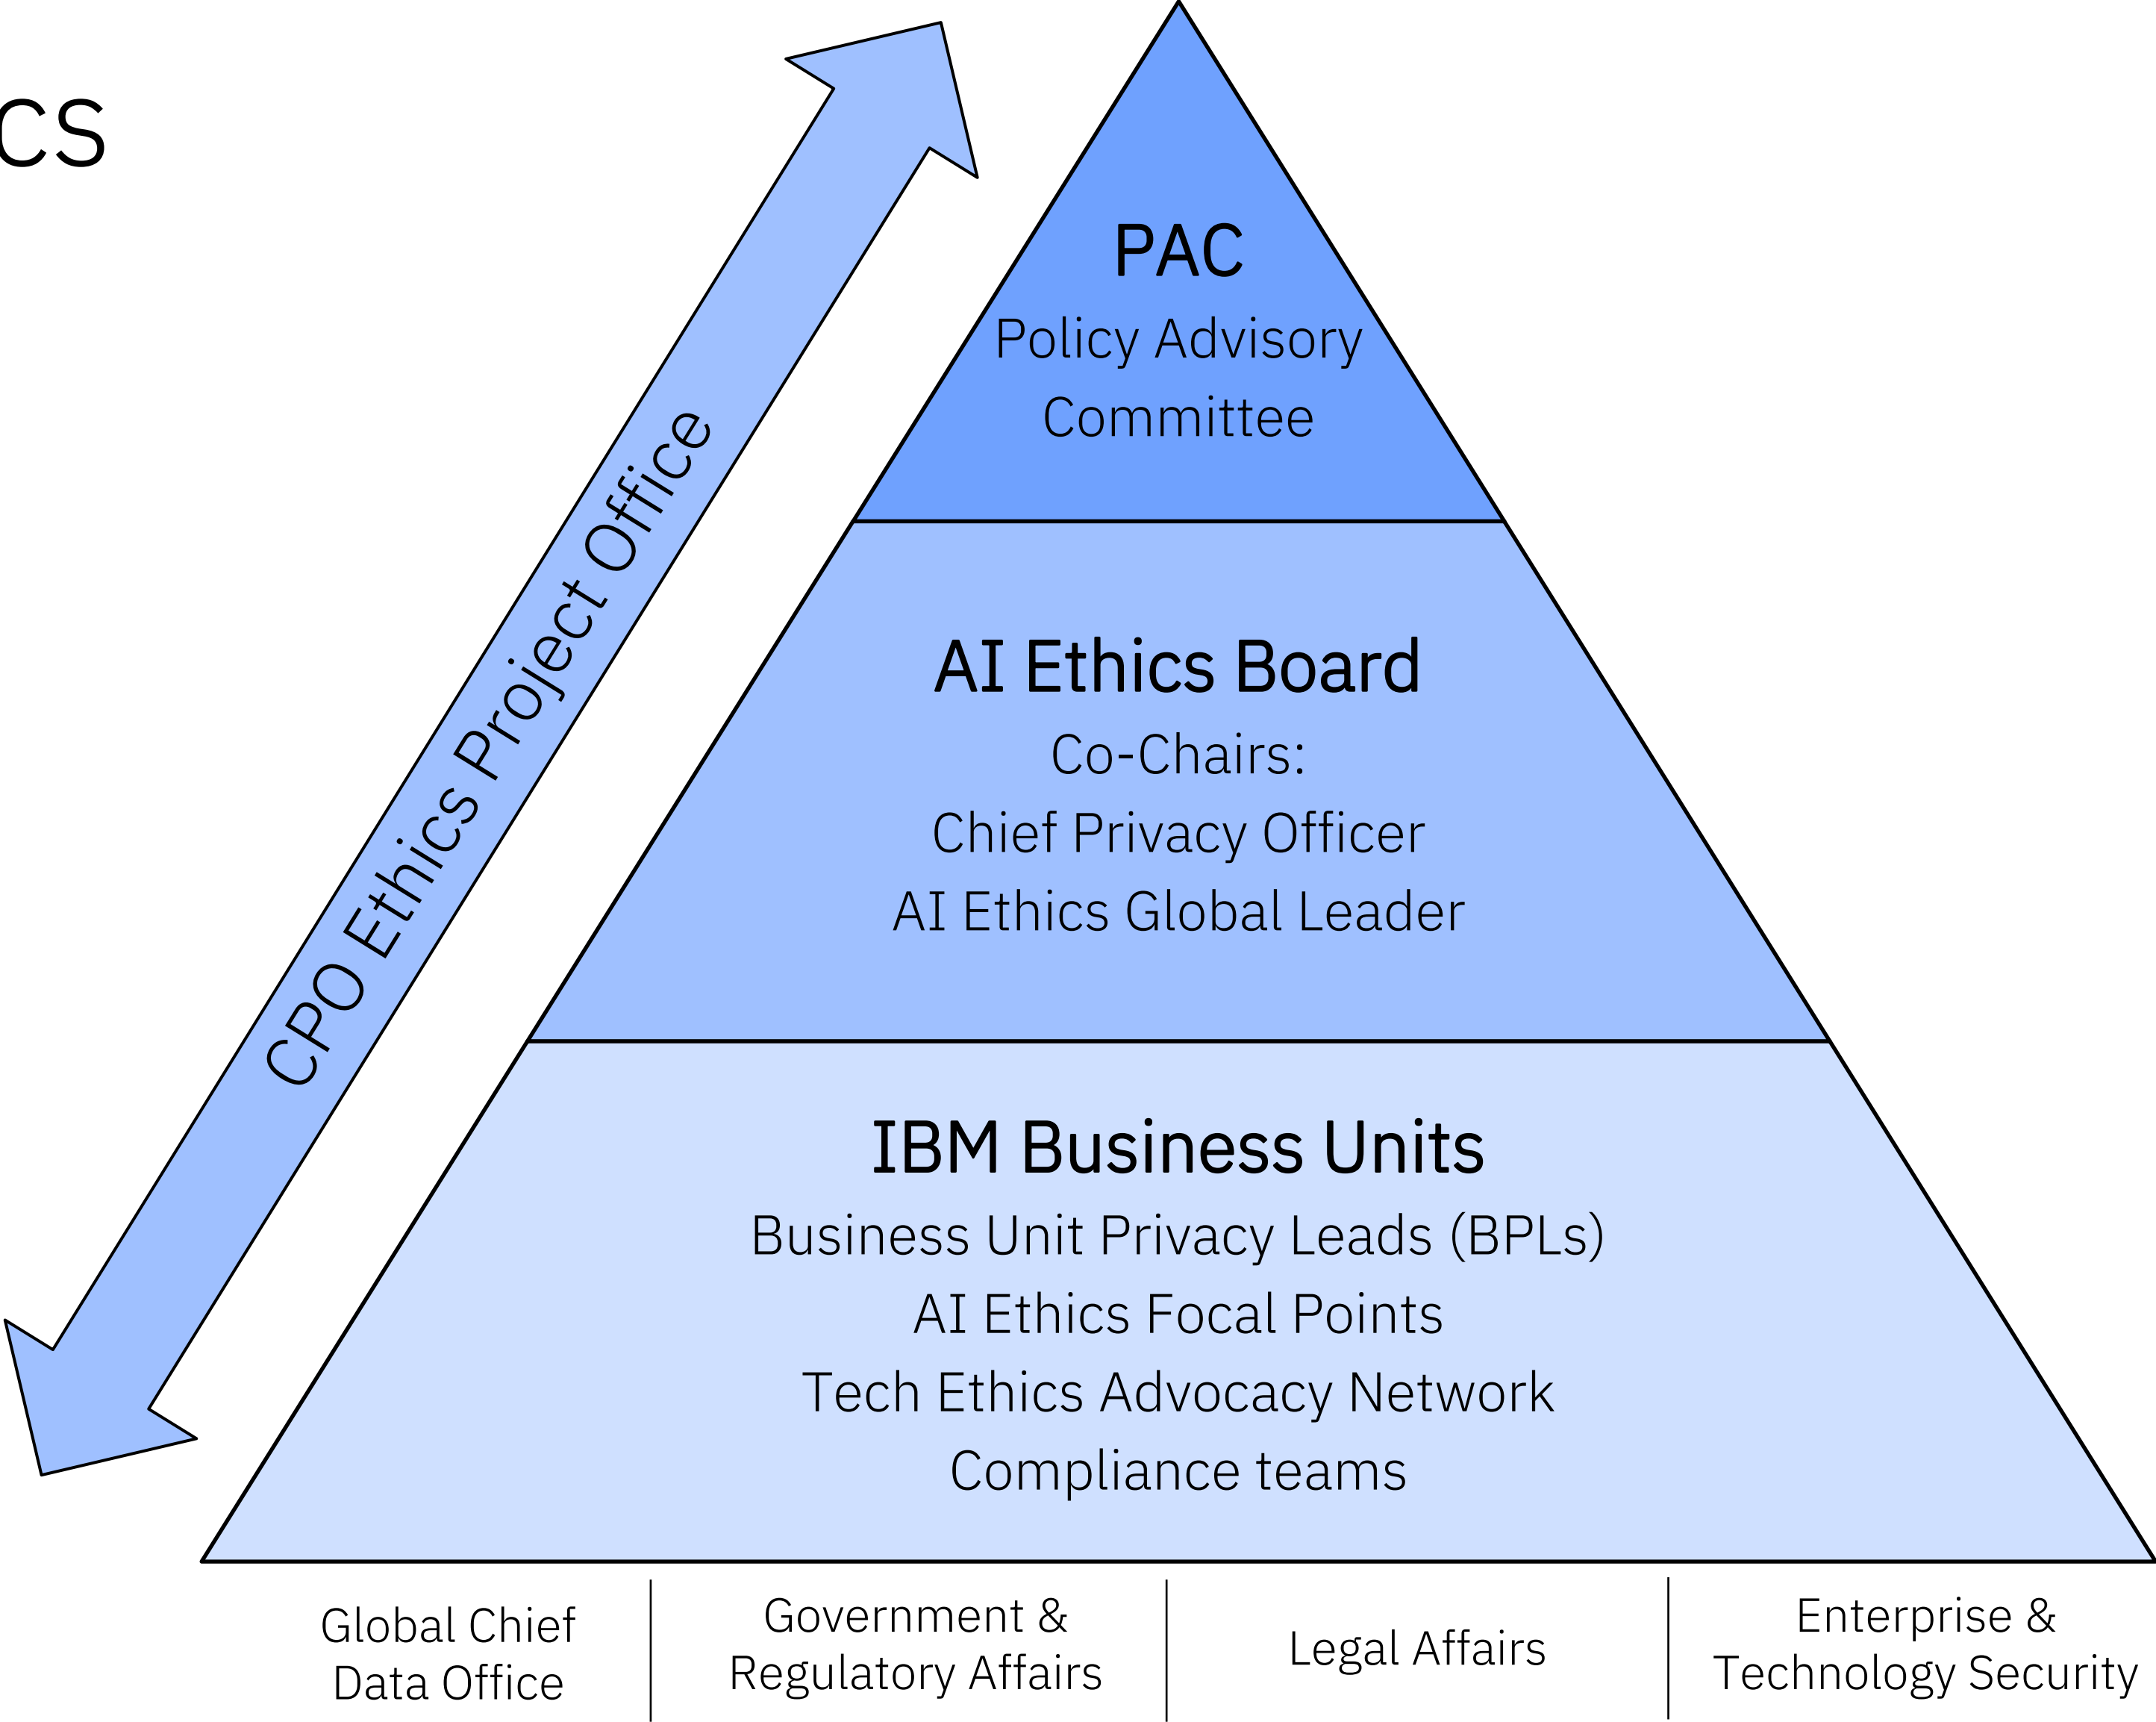 CS
PAC
Policy Advisory
Committee
CPO Ethics Project Office
AI Ethics Board
Co-Chairs:
Chief Privacy Officer
AI Ethics Global Leader
IBM Business Units
Business Unit Privacy Leads (BPLs)
AI Ethics Focal Points
Tech Ethics Advocacy Network
Compliance teams
Global Chief
Data Office
Government &
Regulatory Affairs
Legal Affairs
Enterprise &
Technology Security